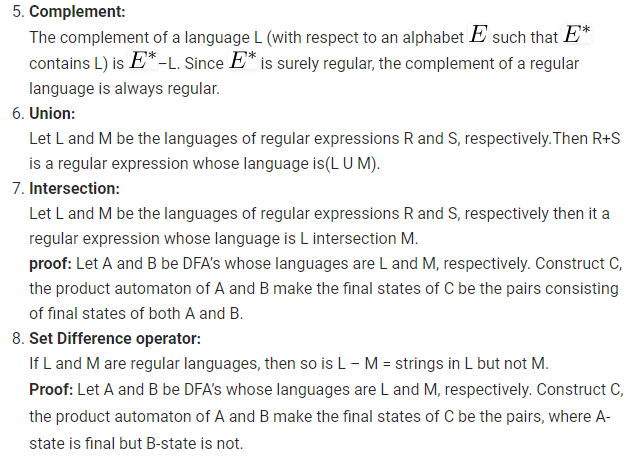 5. Complement:
The complement of a language L (with respect to an alphabet E such that E*
contains L) is E*–L. Since E* is surely regular, the complement of a regular
language is always regular.
6. Union:
Let L and M be the languages of regular expressions R and S, respectively.Then R+S
is a regular expression whose language is(L U M).
7. Intersection:
Let L and M be the languages of regular expressions R and S, respectively then it a
regular expression whose language is L intersection M.
proof: Let A and B be DFA's whose languages are L and M, respectively. Construct C,
the product automaton of A and B make the final states of C be the pairs consisting
of final states of both A and B.
8. Set Difference operator:
If L and M are regular languages, then so is L – M = strings in L but not M.
Proof: Let A and B be DFA's whose languages are L and M, respectively. Construct C,
the product automaton of A and B make the final states of C be the pairs, where A-
state is final but B-state is not.